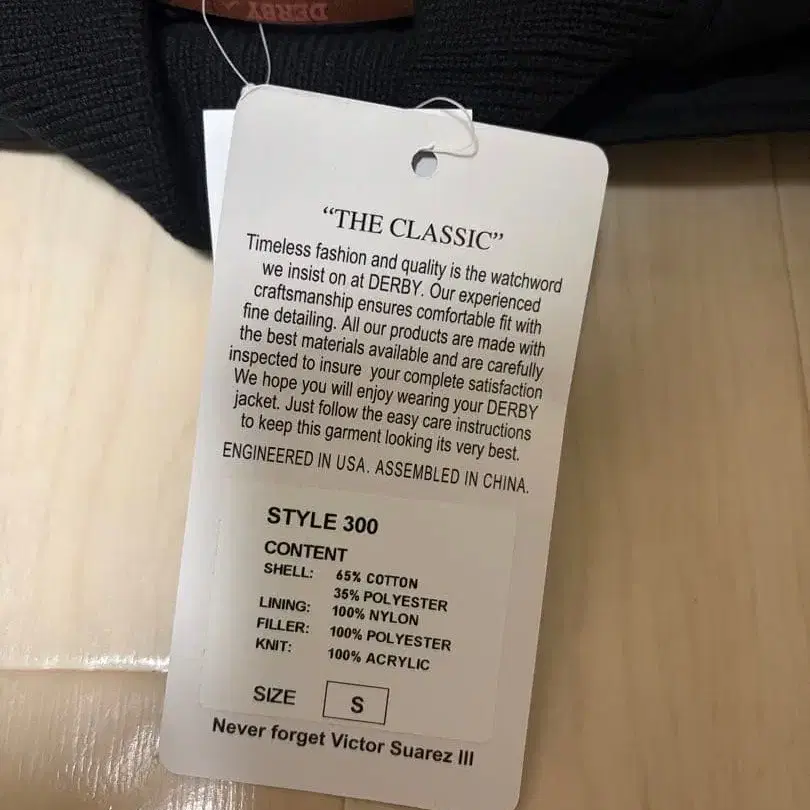 DERBY
“THE CLASSIC”
Timeless fashion and quality is the watchword
we insist on at DERBY. Our experienced
craftsmanship ensures comfortable fit with
fine detailing. All our products are made with
the best materials available and are carefully
inspected to insure your complete satisfaction
We hope you will enjoy wearing your DERBY
jacket. Just follow the easy care instructions
to keep this garment looking its very best.
ENGINEERED IN USA. ASSEMBLED IN CHINA.
STYLE 300
CONTENT
SHELL: 65% COTTON
35% POLYESTER
LINING: 100% NYLON
FILLER: 100% POLYESTER
KNIT: 100% ACRYLIC
SIZE S
Never forget Victor Suarez III